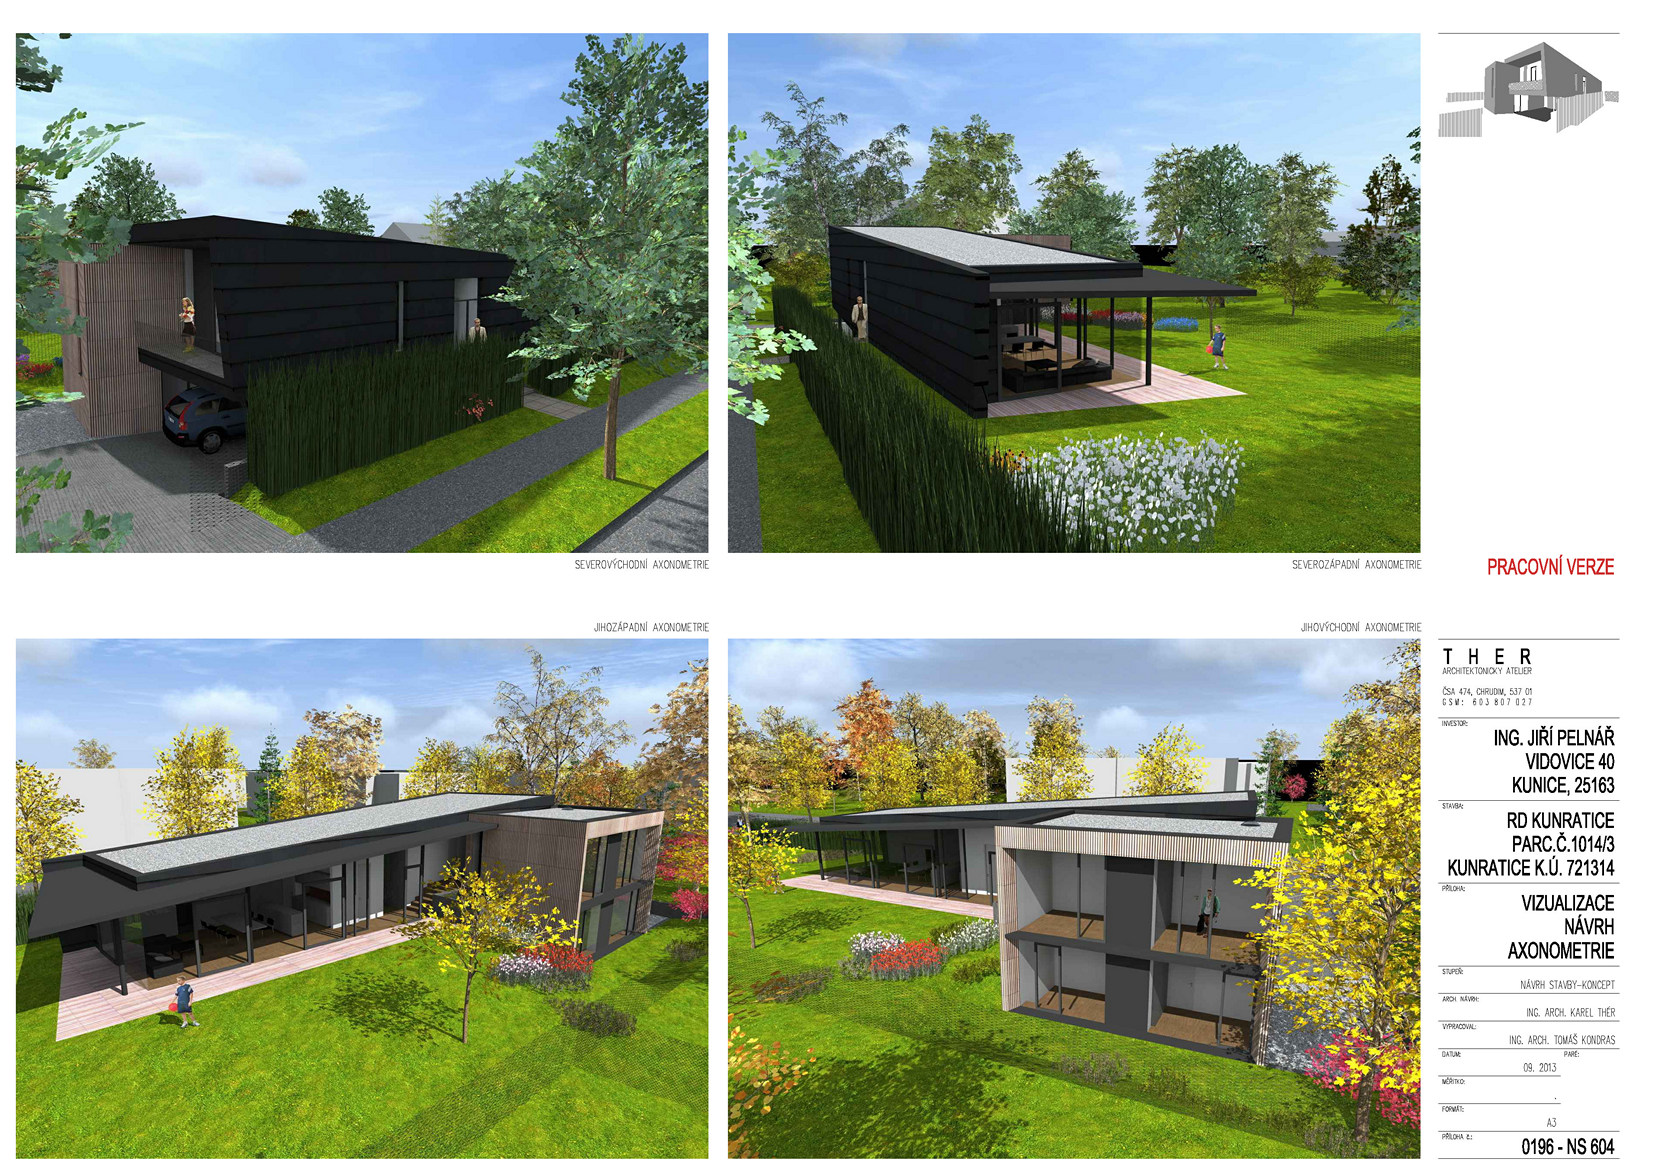 SEVEROVÝCHODNÍ AXONOMETRIE
SEVEROZÁPADNÍ AXONOMETRIE
PRACOVNÍ VERZE
JIHOZÁPADNÍ AXONOMETRIE
JIHOVÝCHODNÍ AXONOMETRIE
THER
ARCHITEKTONICKÝ ATELIER
ČSA 474, CHRUDIM, 537 01
GSM: 603 807 027
INVESTOR:
ING. JIŘÍ PELNÁŘ
VIDOVICE 40
KUNICE, 25163
STAVBA:
RD KUNRATICE
PARC.Č.1014/3
KUNRATICE K.Ú. 721314
PŘÍLOHA:
VIZUALIZACE
NÁVRH
AXONOMETRIE
STUPEŇ:
NÁVRH STAVBY-KONCEPT
ARCH. NÁVRH:
ING. ARCH. KAREL THÉR
VYPRACOVAL:
ING. ARCH. TOMÁŠ KONDRAS
DATUM: PARÉ:
09. 2013
MĚŘÍTKO:
.
FORMÁT:
A3
PŘÍLOHA č.:
0196 - NS 604